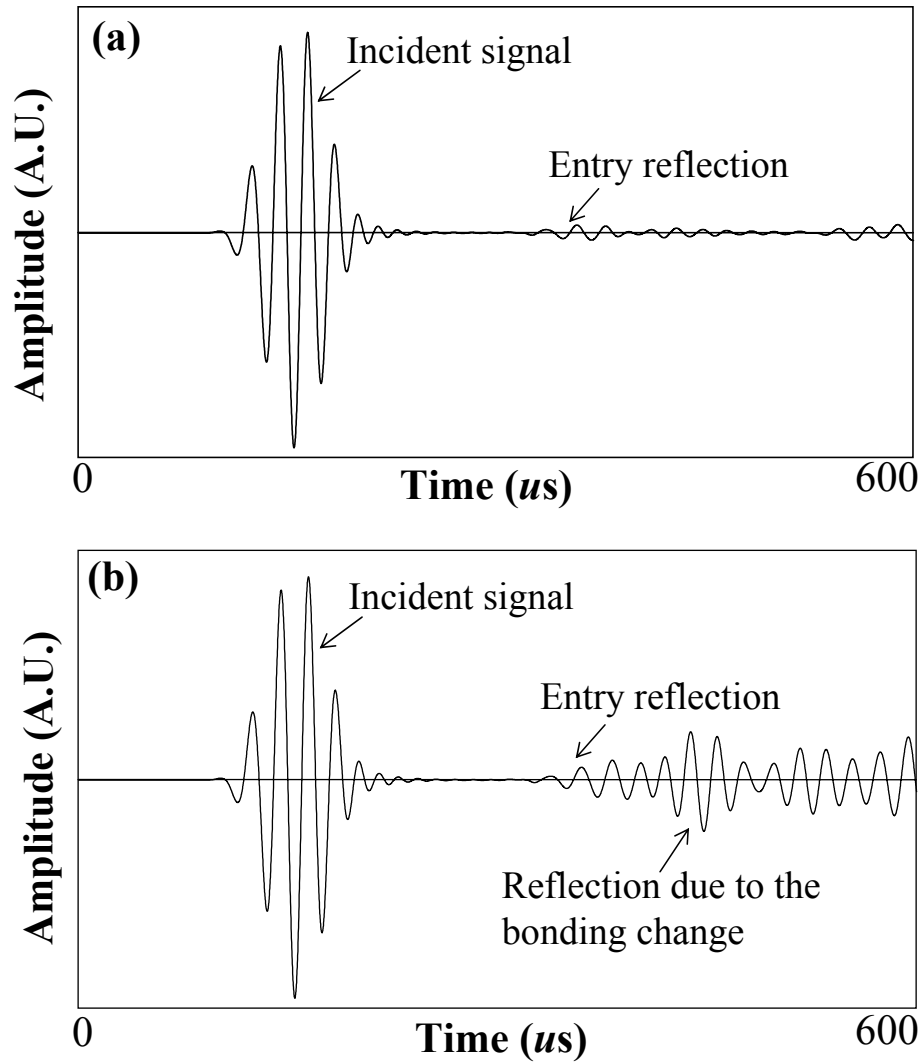 (a)
Incident signal
Entry reflection
Amplitude (A.U.)
0
600
Time (us)
(b)
Incident signal
Entry reflection
Reflection due to the
bonding change
Amplitude (A.U.)
0
600
Time (us)